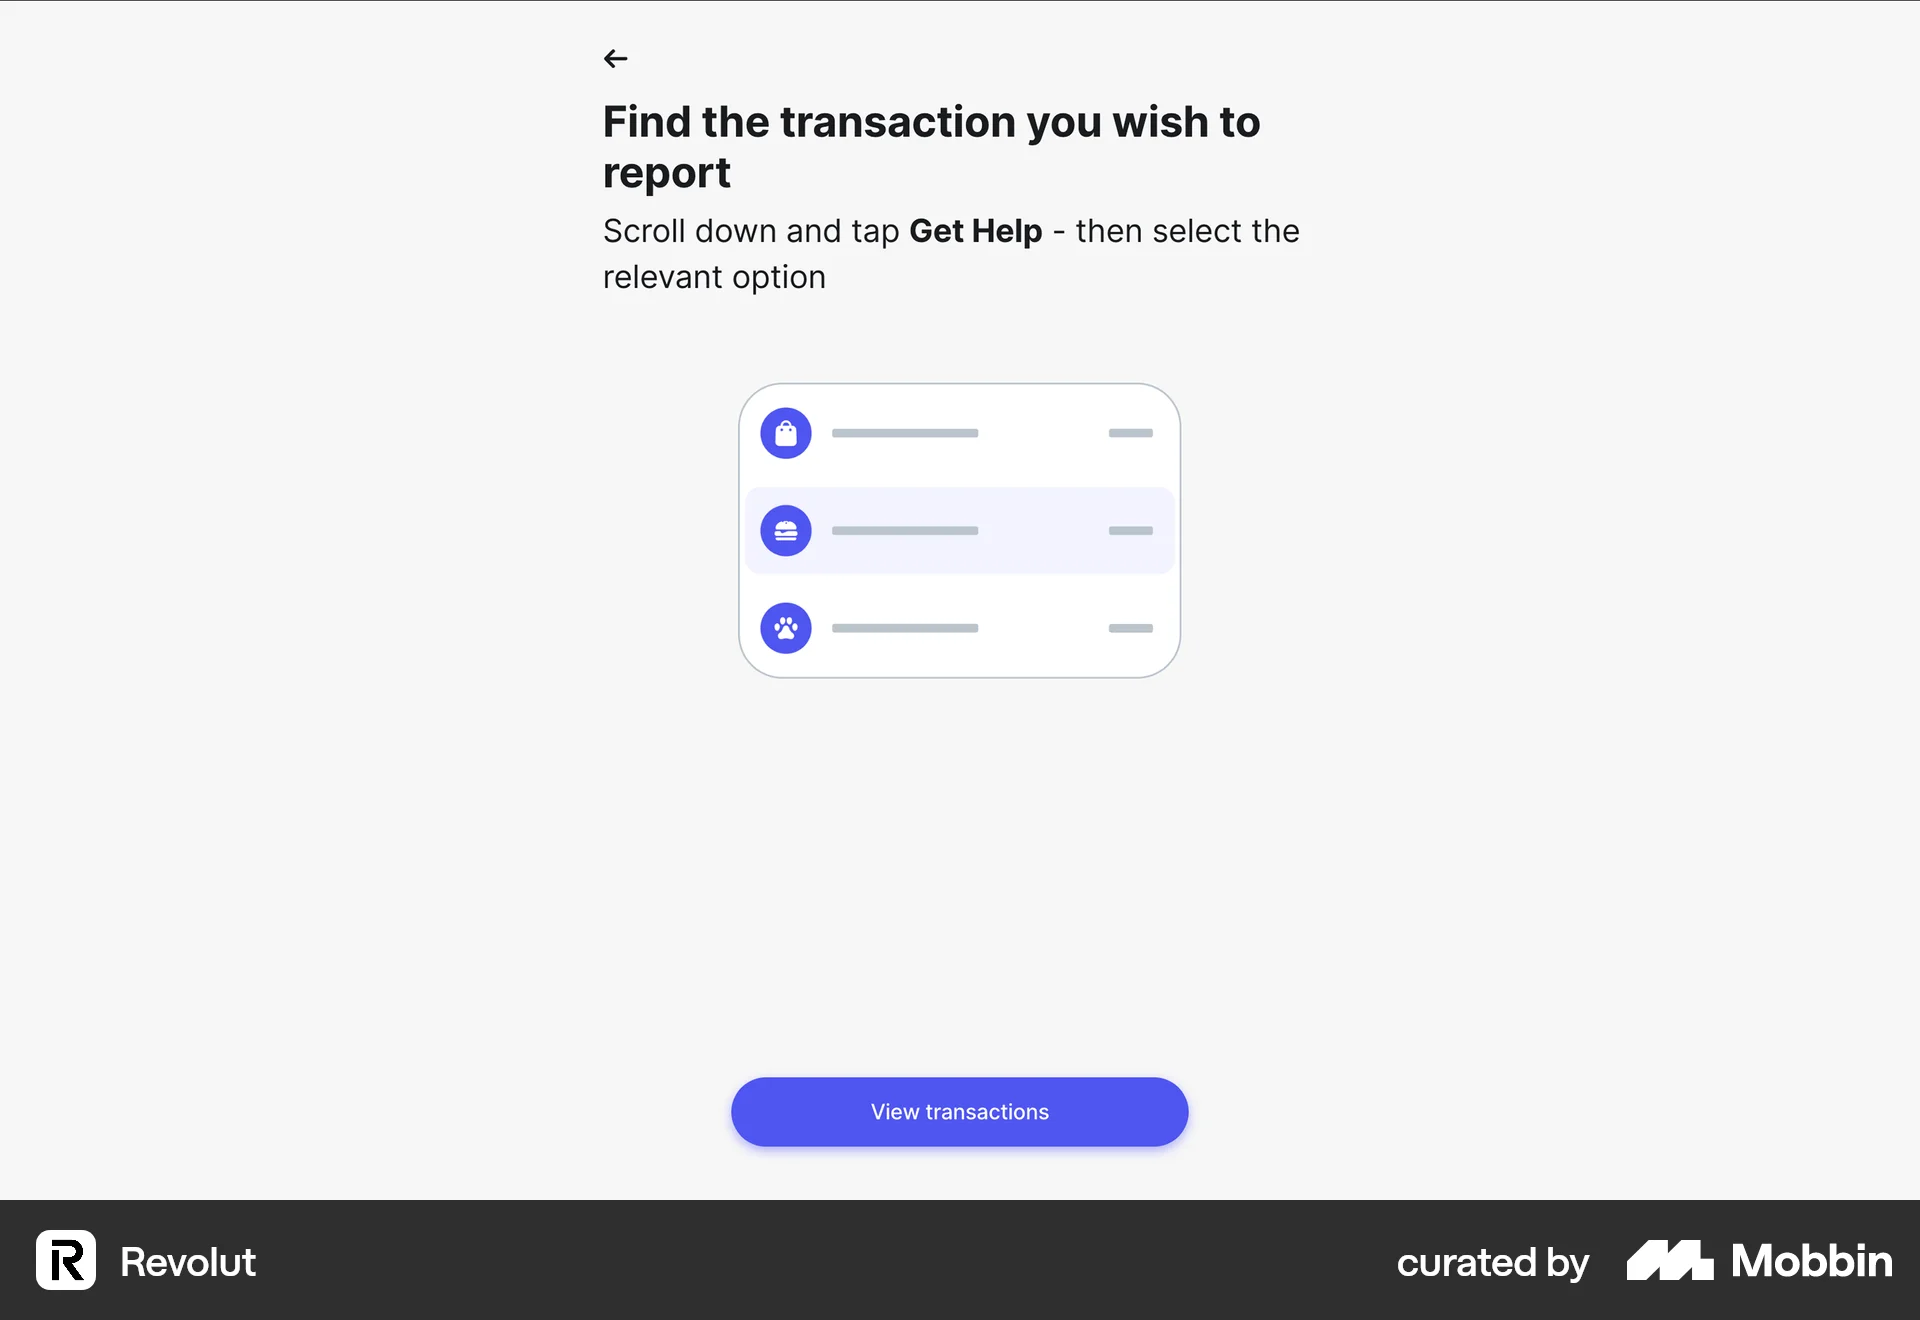 Find the transaction you wish to
report
Scroll down and tap Get Help - then select the
relevant option
View transactions
Revolut
curated by Mobbin